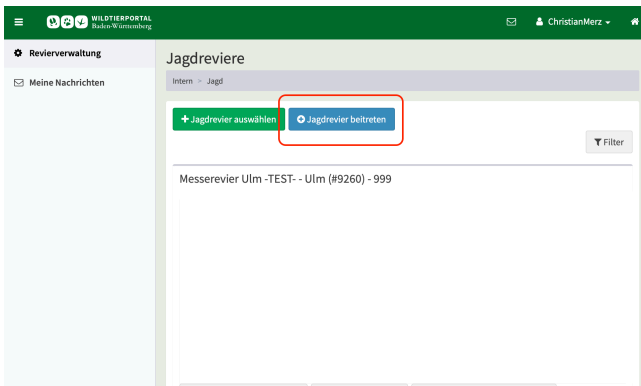 WILDTIERPORTAL
Baden-Württemberg
ChristianMerz
Revierverwaltung
Meine Nachrichten
Jagdreviere
Intern > Jagd
Jagdrevier auswählen
Jagdrevier beitreten
Filter
Messerevier Ulm -TEST- - Ulm (#9260) - 999